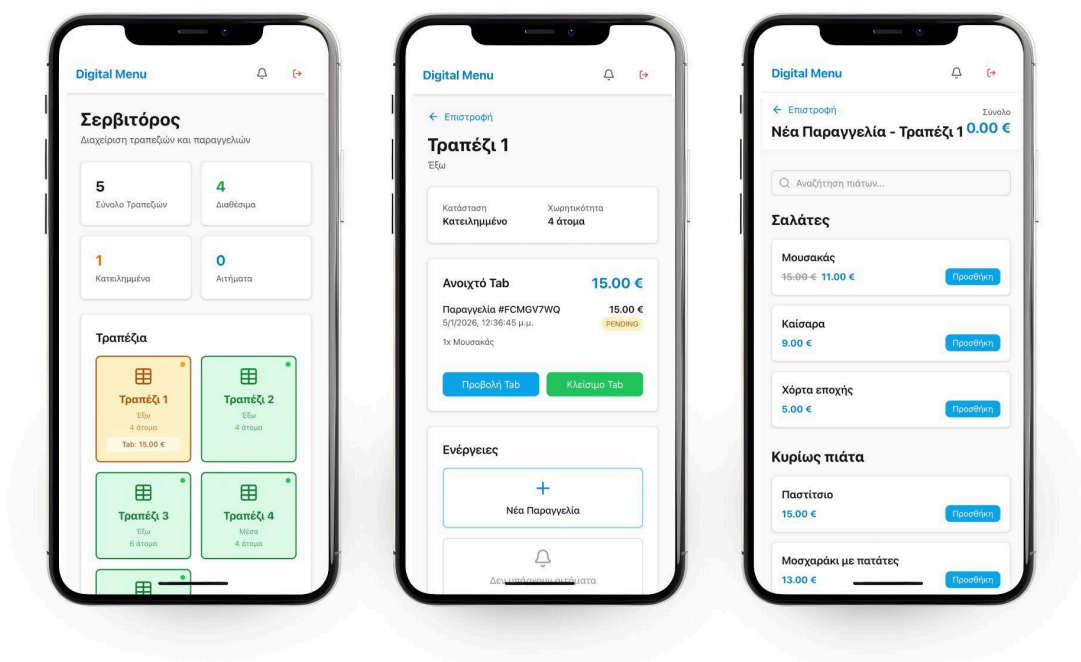 Digital Menu
Σερβιτόρος
Διαχείριση τραπεζιών και παραγγελιών
5
Σύνολο Τραπεζιών
4
Διαθέσιμα
1
Κατειλημμένα
0
Αιτήματα
Τραπέζια
Τραπέζι 1
Έξω
4 άτομα
Tab: 15.00 €
Τραπέζι 2
Έξω
4 άτομα
Τραπέζι 3
Έξω
6 άτομα
Τραπέζι 4
Μέσα
4 άτομα
Digital Menu
← Επιστροφή
Τραπέζι 1
Έξω
Κατάσταση
Κατειλημμένο
Χωρητικότητα
4 άτομα
Ανοιχτό Tab 15.00 €
Παραγγελία #FCMGV7WQ 15.00 €
5/1/2026, 12:36:45 μ.μ. PENDING
1x Μουσακάς
Προβολή Tab
Κλείσιμο Tab
Ενέργειες
Νέα Παραγγελία
Δεν υπάρχουν αιτήματα
Digital Menu
← Επιστροφή
Σύνολο
Νέα Παραγγελία - Τραπέζι 1 0.00 €
Αναζήτηση πιάτων...
Σαλάτες
Μουσακάς
15.00 € 11.00 € Προσθήκη
Καίσαρα
9.00 € Προσθήκη
Χόρτα εποχής
5.00 € Προσθήκη
Κυρίως πιάτα
Παστίτσιο
15.00 € Προσθήκη
Μοσχαράκι με πατάτες
13.00 € Προσθήκη